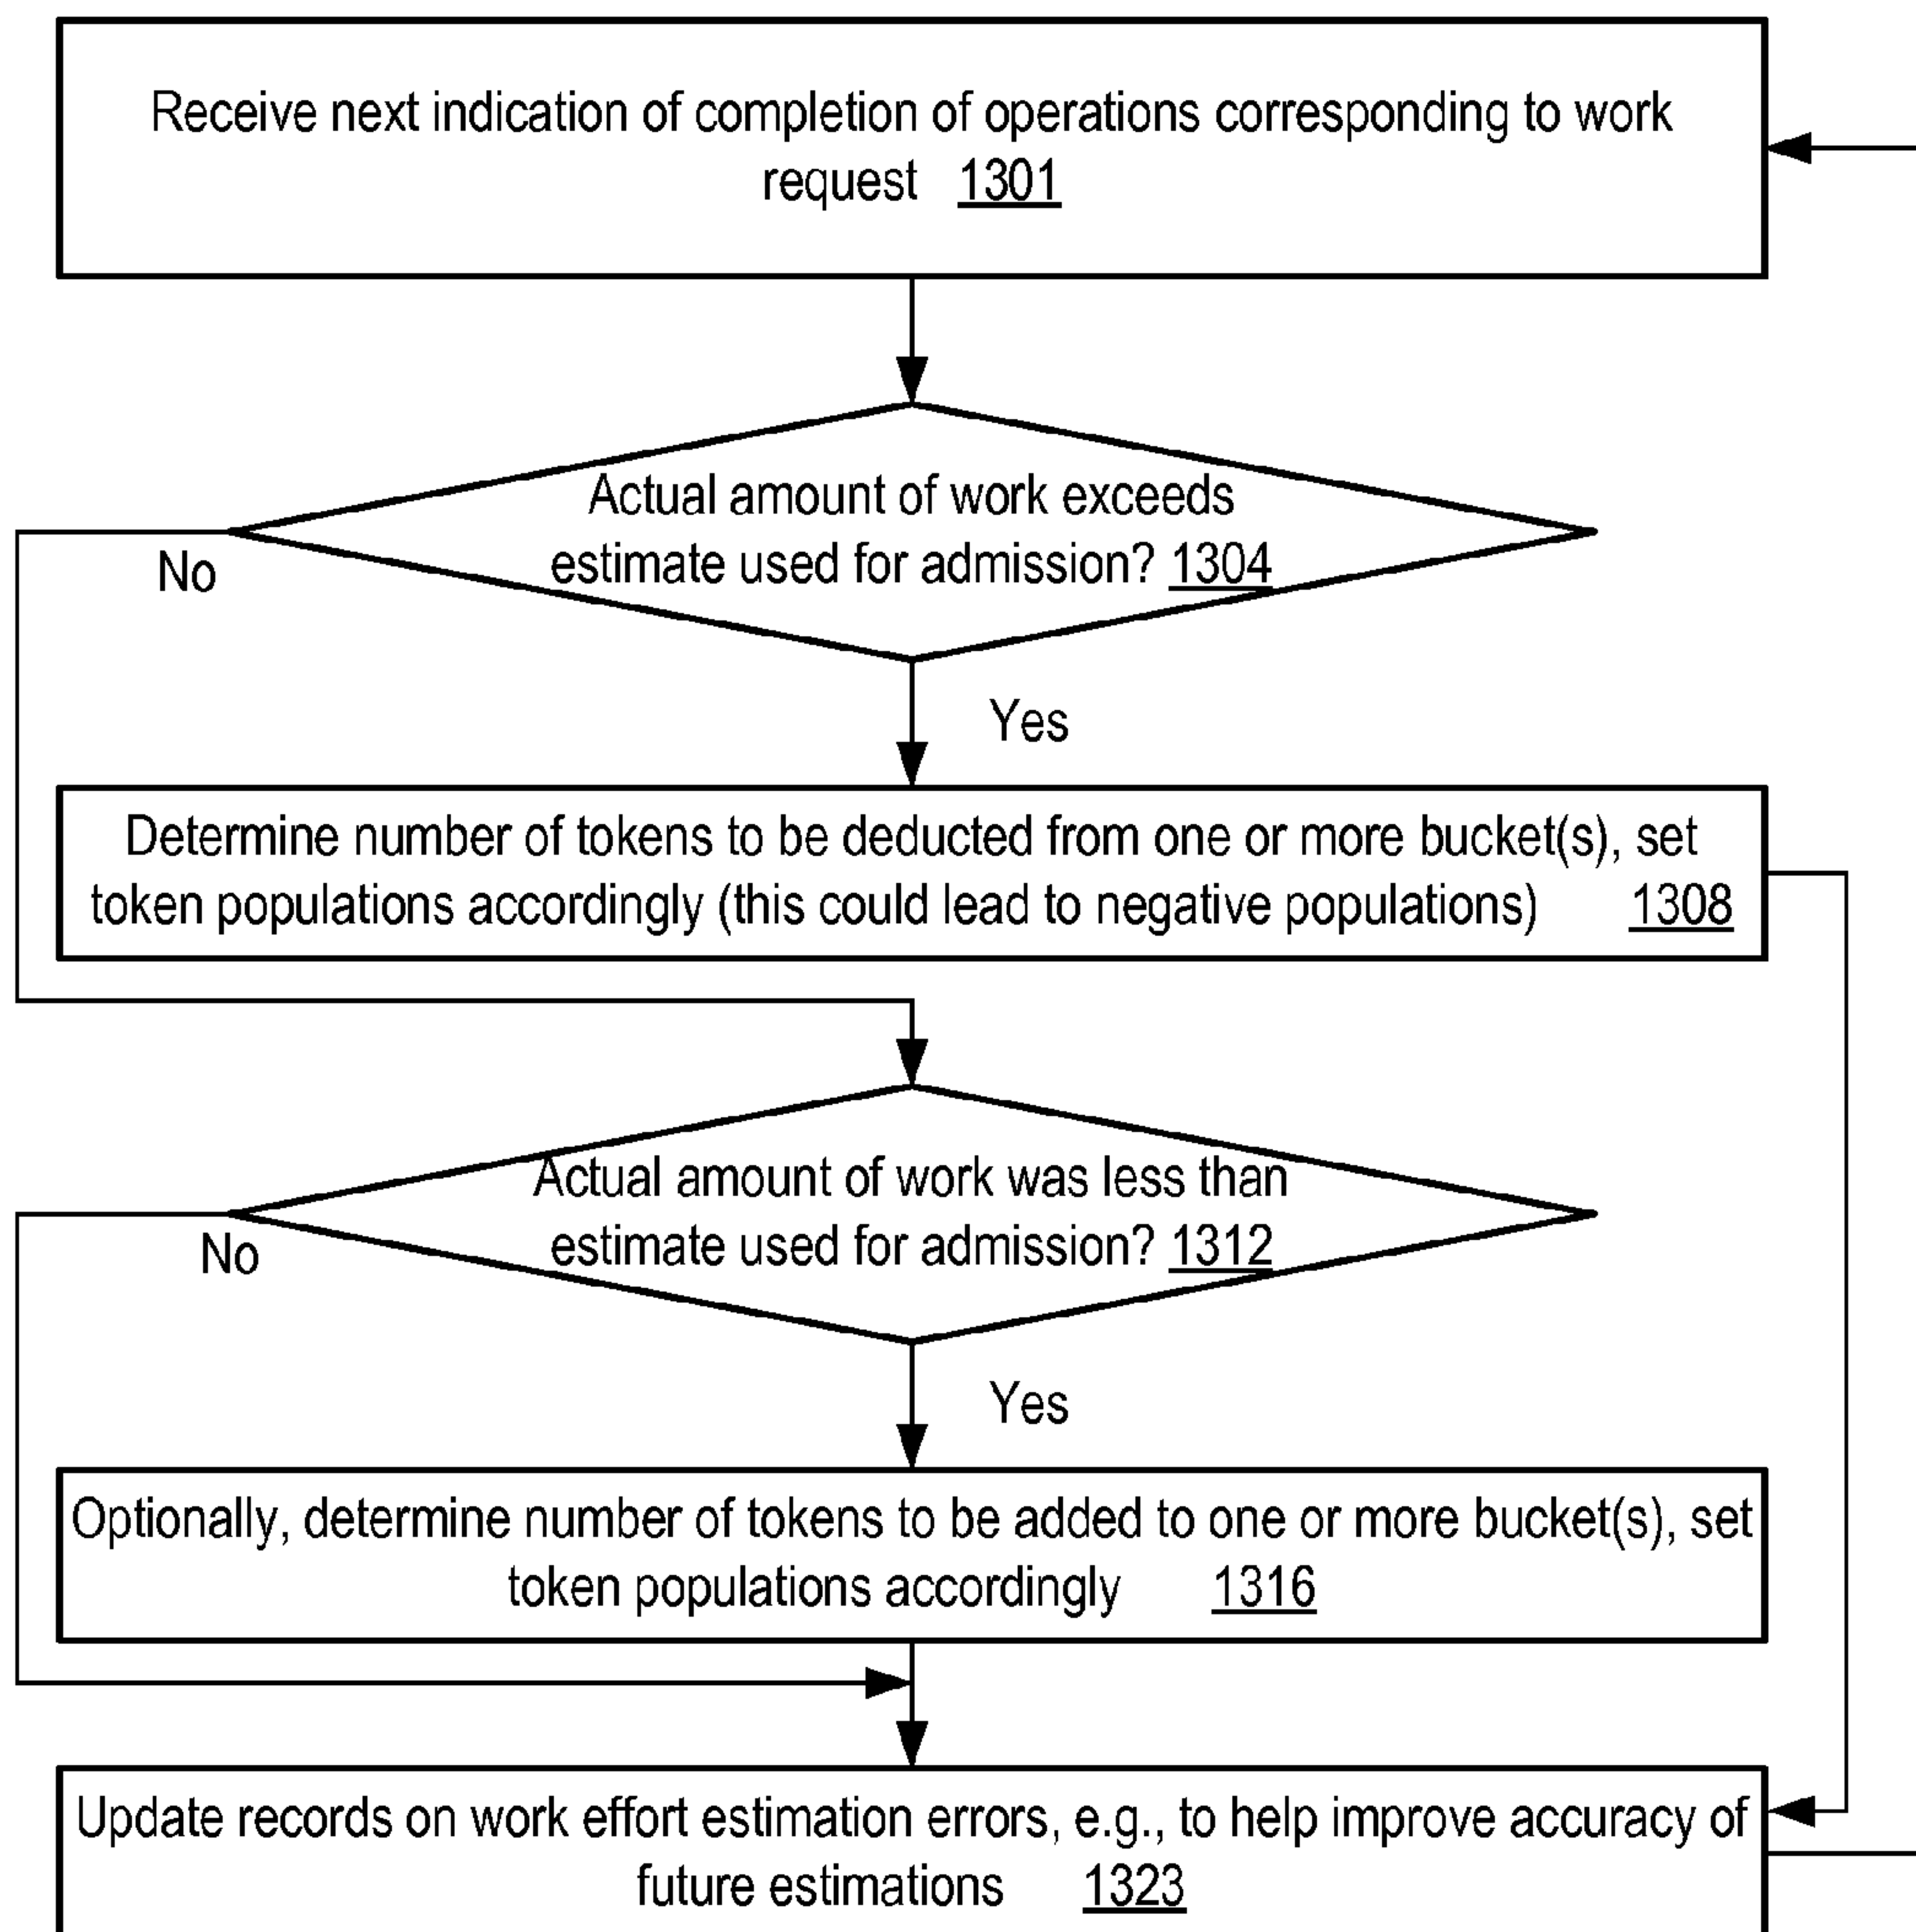 Receive next indication of completion of operations corresponding to work
request 1301
Actual amount of work exceeds
estimate used for admission? 1304
No
Yes
Determine number of tokens to be deducted from one or more bucket(s), set
token populations accordingly (this could lead to negative populations) 1308
Actual amount of work was less than
estimate used for admission? 1312
No
Yes
Optionally, determine number of tokens to be added to one or more bucket(s), set
token populations accordingly 1316
Update records on work effort estimation errors, e.g., to help improve accuracy of
future estimations 1323